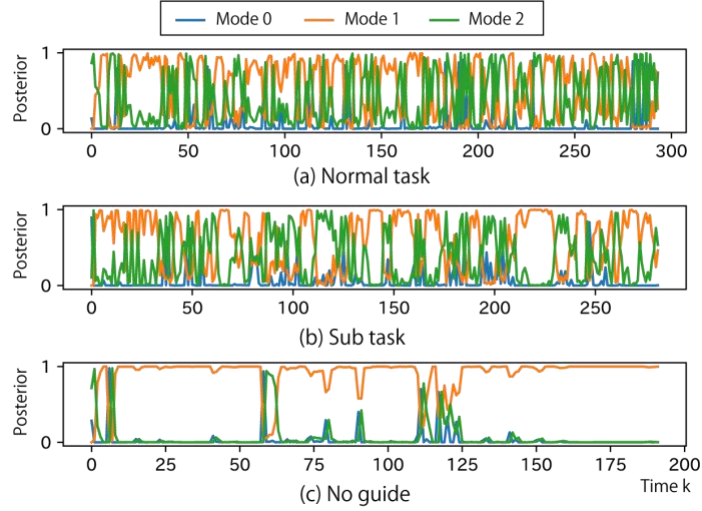 Mode 0 Mode 1 Mode 2
Posterior
1
0
0 50 100 150 200 250 300
(a) Normal task
Posterior
1
0
0 50 100 150 200 250
(b) Sub task
Posterior
1
0
0 25 50 75 100 125 150 175 200
Time k
(c) No guide